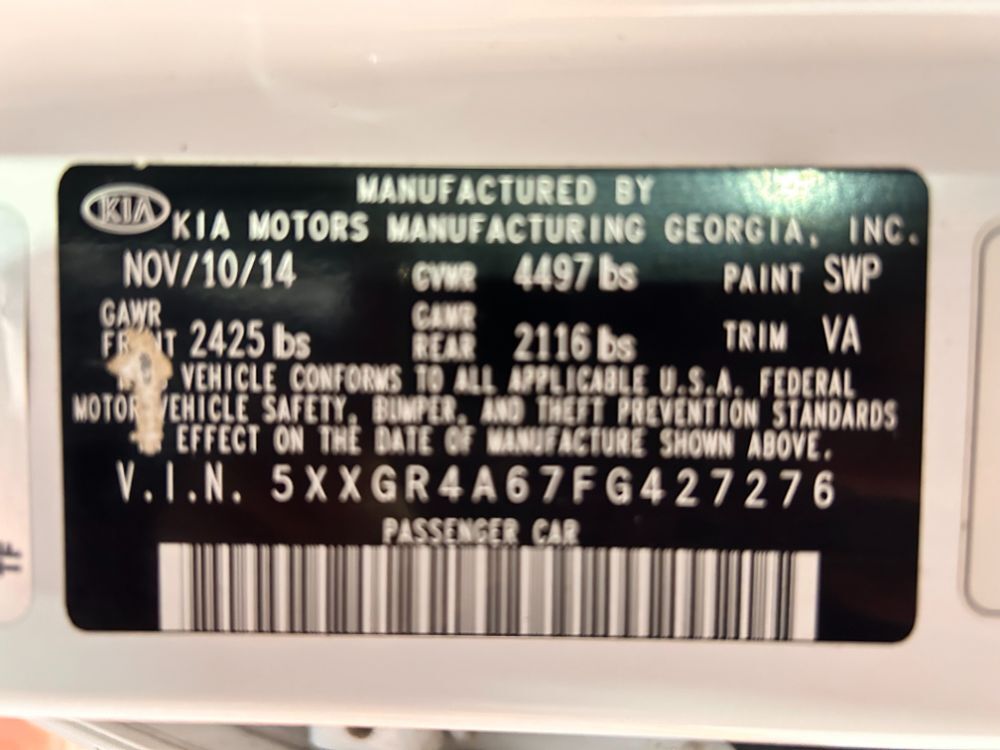 KIA
MANUFACTURED BY
KIA MOTORS MANUFACTURING GEORGIA, INC.
NOV/10/14 GVWR 4497 lbs PAINT SWP
GAWR GAWR
FRONT 2425 lbs REAR 2116 lbs TRIM VA
VEHICLE CONFORMS TO ALL APPLICABLE U.S.A. FEDERAL
MOTOR VEHICLE SAFETY, BUMPER, AND THEFT PREVENTION STANDARDS
EFFECT ON THE DATE OF MANUFACTURE SHOWN ABOVE.
V.I.N. 5XXGR4A67FG427276
PASSENGER CAR